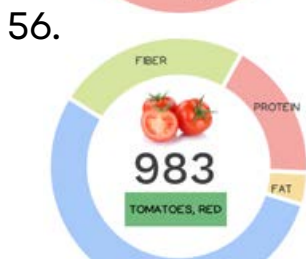 56.
FIBER
PROTEIN
983
FAT
TOMATOES, RED